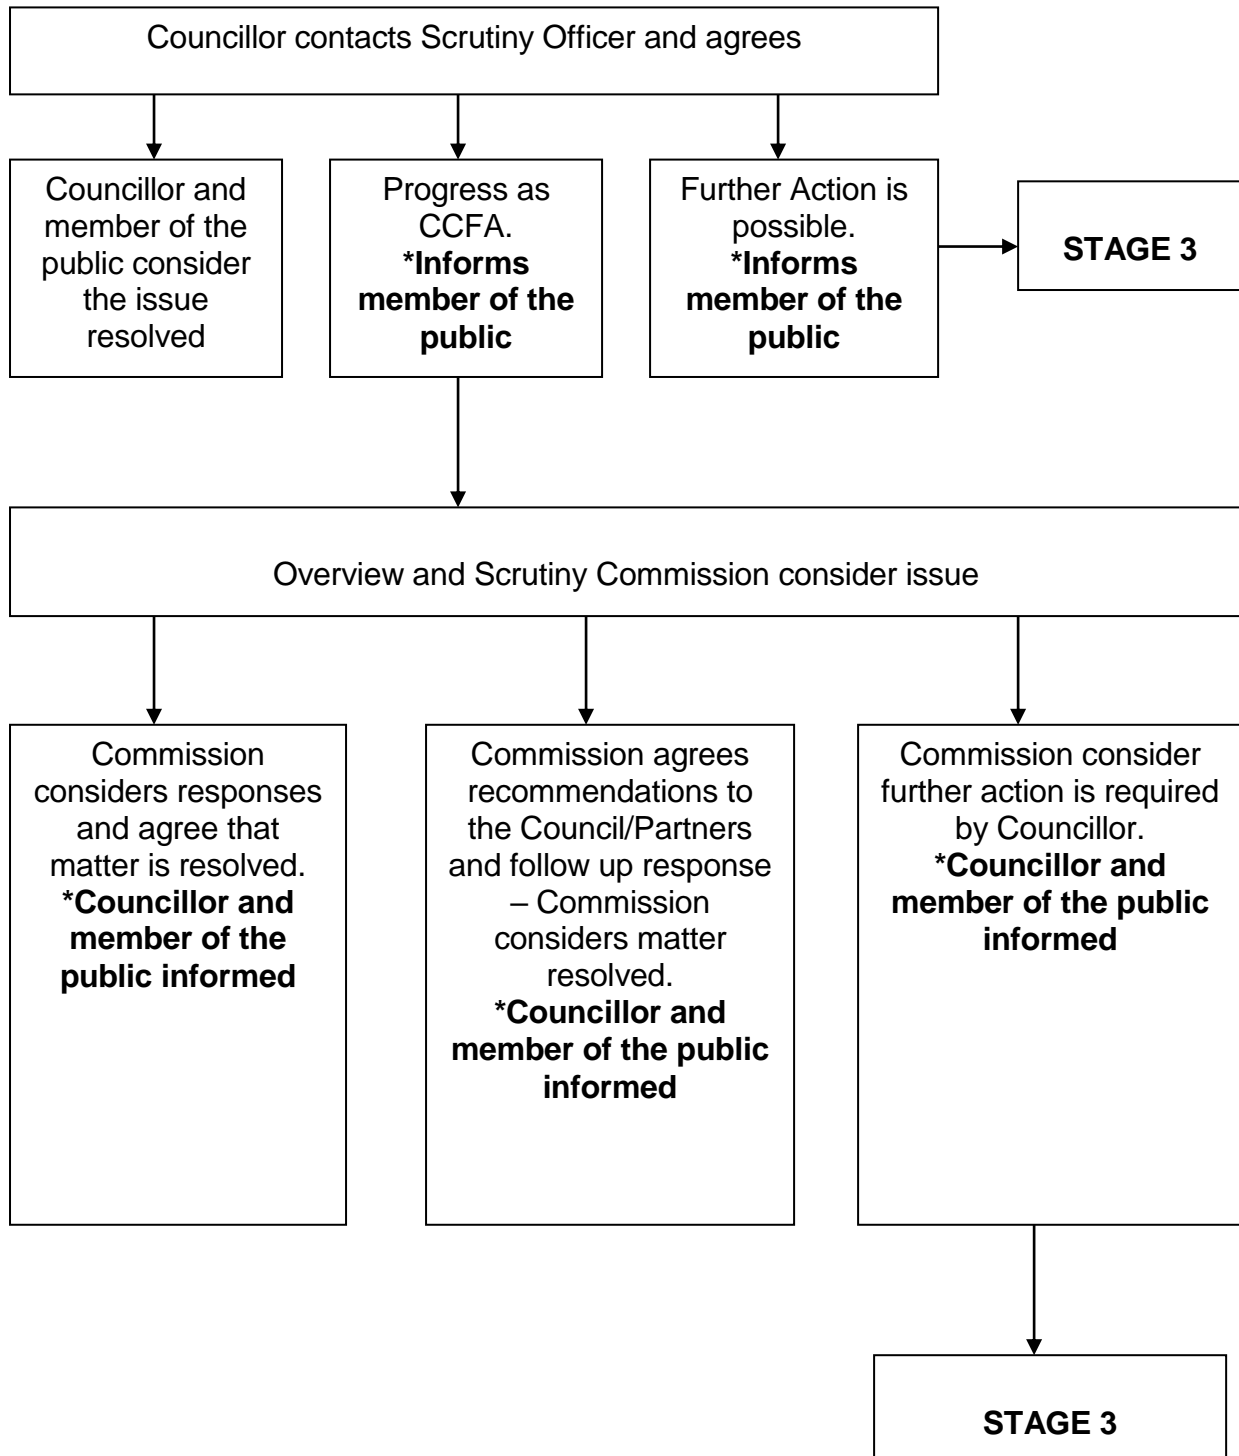 Councillor contacts Scrutiny Officer and agrees
Councillor and
member of the
public consider
the issue
resolved
Progress as
CCFA.
*Informs
member of the
public
Further Action is
possible.
*Informs
member of the
public
STAGE 3
Overview and Scrutiny Commission consider issue
Commission
considers responses
and agree that
matter is resolved.
*Councillor and
member of the
public informed
Commission agrees
recommendations to
the Council/Partners
and follow up response
– Commission
considers matter
resolved.
*Councillor and
member of the public
informed
Commission consider
further action is required
by Councillor.
*Councillor and
member of the public
informed
STAGE 3